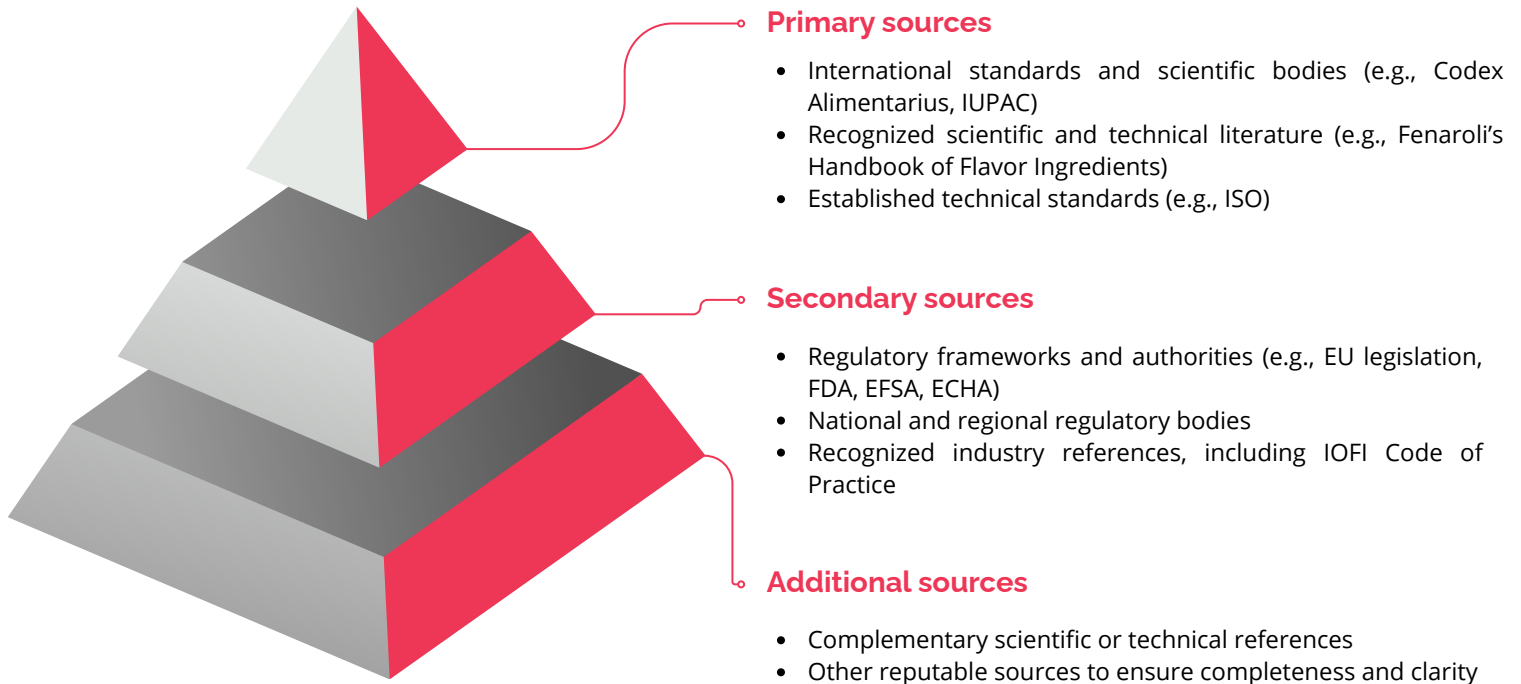 Primary sources
• International standards and scientific bodies (e.g., Codex
Alimentarius, IUPAC)
• Recognized scientific and technical literature (e.g., Fenaroli’s
Handbook of Flavor Ingredients)
• Established technical standards (e.g., ISO)
Secondary sources
• Regulatory frameworks and authorities (e.g., EU legislation,
FDA, EFSA, ECHA)
• National and regional regulatory bodies
• Recognized industry references, including IOFI Code of
Practice
Additional sources
• Complementary scientific or technical references
• Other reputable sources to ensure completeness and clarity